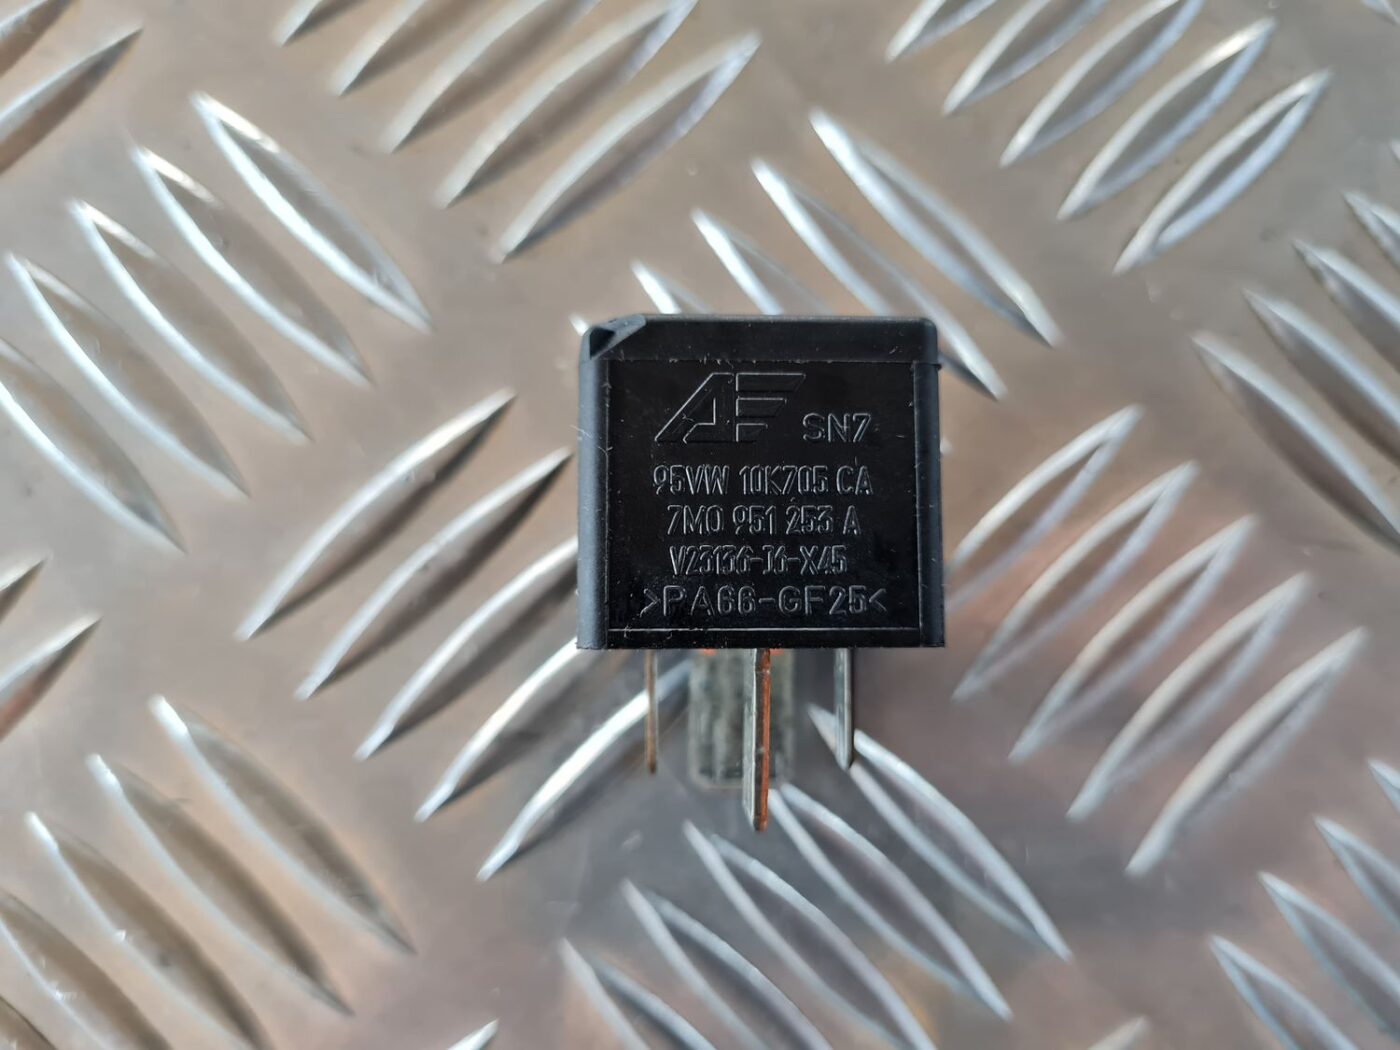 AF SN7
95VW 10K705 CA
7M0 951 253 A
V23136-J6-X45
>PA66-GF25<